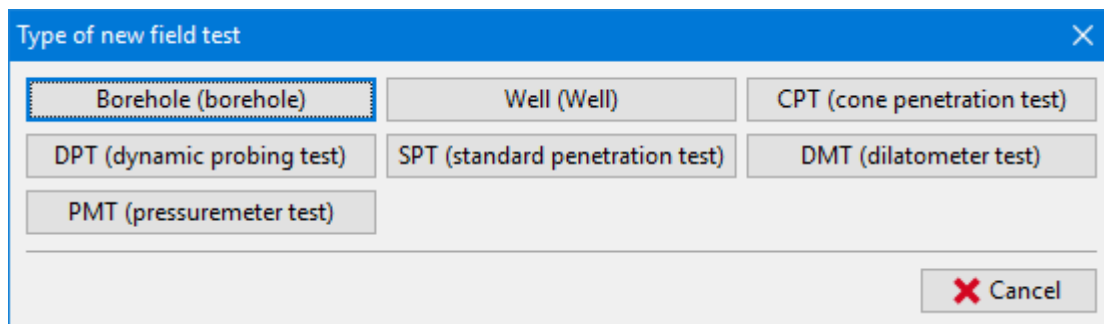 Type of new field test
Borehole (borehole)
Well (Well)
CPT (cone penetration test)
DPT (dynamic probing test)
SPT (standard penetration test)
DMT (dilatometer test)
PMT (pressuremeter test)
Cancel